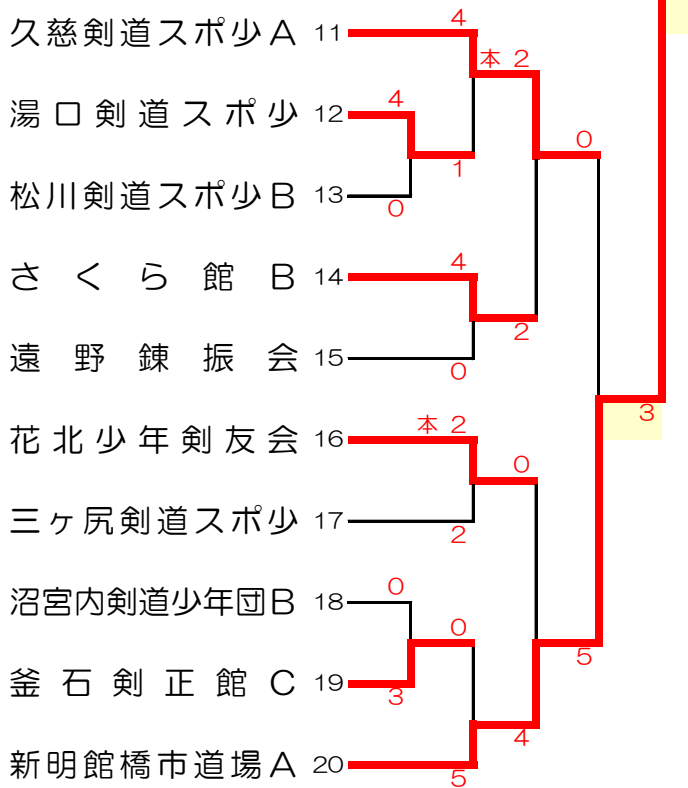 久慈剣道スポ少A 11 4
本 2
湯口剣道スポ少 12 4
0
1
松川剣道スポ少B 13 0
さくら館B 14 4
2
遠野錬振会 15 0
3
花北少年剣友会 16 本 2
0
三ヶ尻剣道スポ少 17 2
沼宮内剣道少年団B 18 0
0
5
釜石剣正館C 19 3
4
新明館橋市道場A 20 5